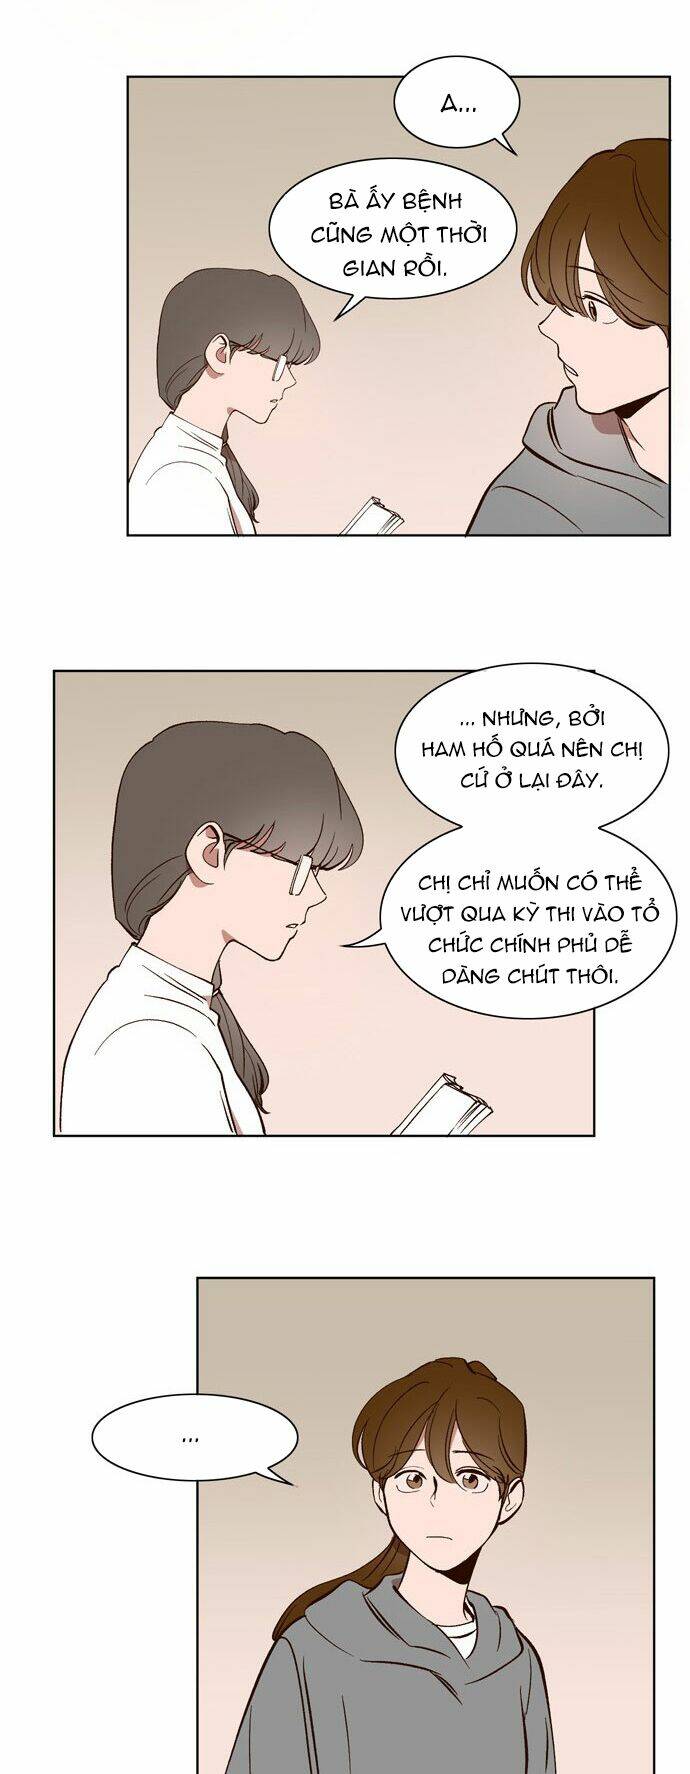 A...
BÀ ẤY BỆNH
CŨNG MỘT THỜI
GIAN RỒI.
... NHƯNG, BỞI
HAM HỐ QUÁ NÊN CHỊ
CỨ Ở LẠI ĐÂY.
CHỊ CHỈ MUỐN CÓ THỂ
VƯỢT QUA KỲ THI VÀO TỔ
CHỨC CHÍNH PHỦ DỄ
DÀNG CHÚT THÔI.
...